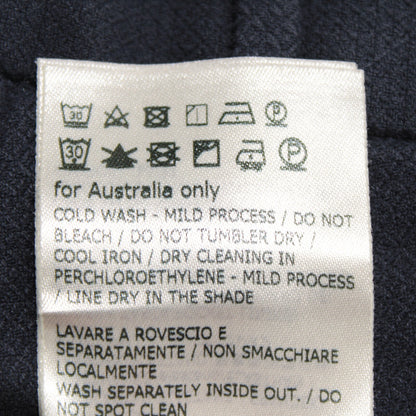 30 P
30 P
for Australia only
COLD WASH - MILD PROCESS / DO NOT
BLEACH / DO NOT TUMBLER DRY /
COOL IRON / DRY CLEANING IN
PERCHLOROETHYLENE - MILD PROCESS
/ LINE DRY IN THE SHADE
LAVARE A ROVESCIO E
SEPARATAMENTE / NON SMACCHIARE
LOCALMENTE
WASH SEPARATELY INSIDE OUT. / DO
NOT SPOT CLEAN